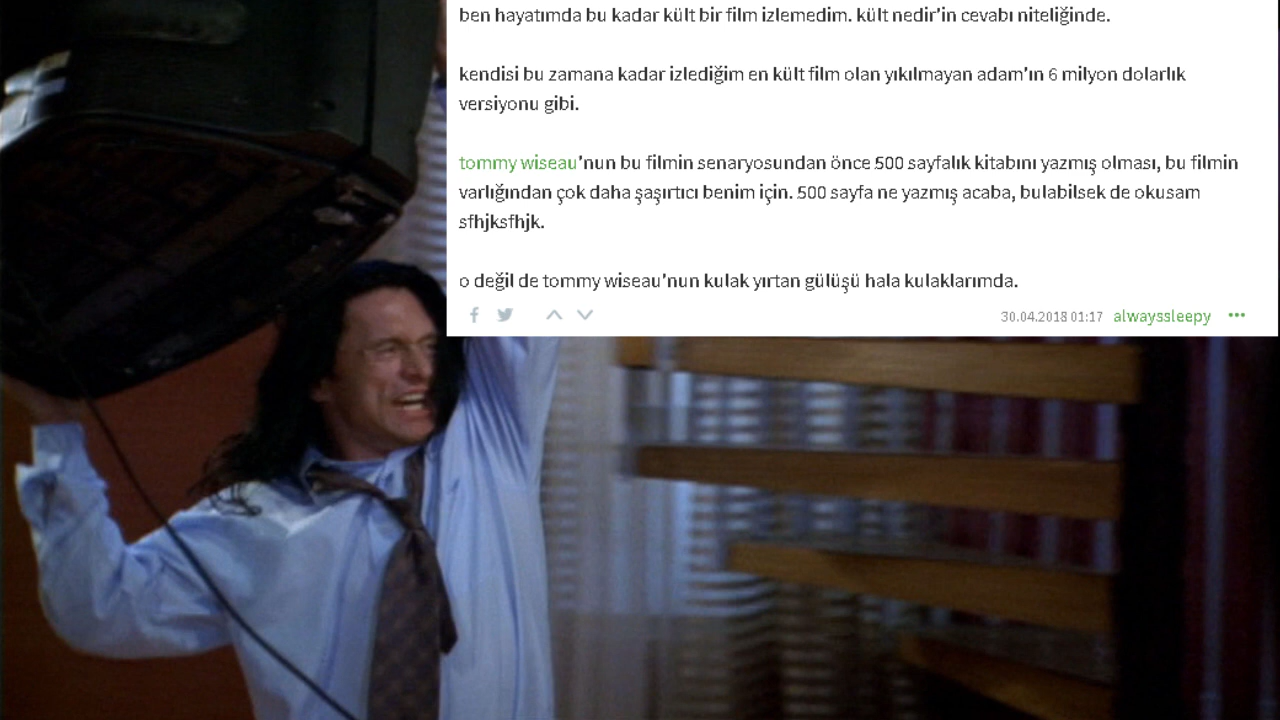 ben hayatımda bu kadar kült bir film izlemedim. kült nedir'in cevabı niteliğinde.
kendisi bu zamana kadar izlediğim en kült film olan yıkılmayan adam'ın 6 milyon dolarlık
versiyonu gibi.
tommy wiseau'nun bu filmin senaryosundan önce 500 sayfalık kitabını yazmış olması, bu filmin
varlığından çok daha şaşırtıcı benim için. 500 sayfa ne yazmış acaba, bulabilsek de okusam
sfhjksfhjk.
o değil de tommy wiseau'nun kulak yırtan gülüşü hala kulaklarımda.
30.04.2018 01:17 alwayssleepy